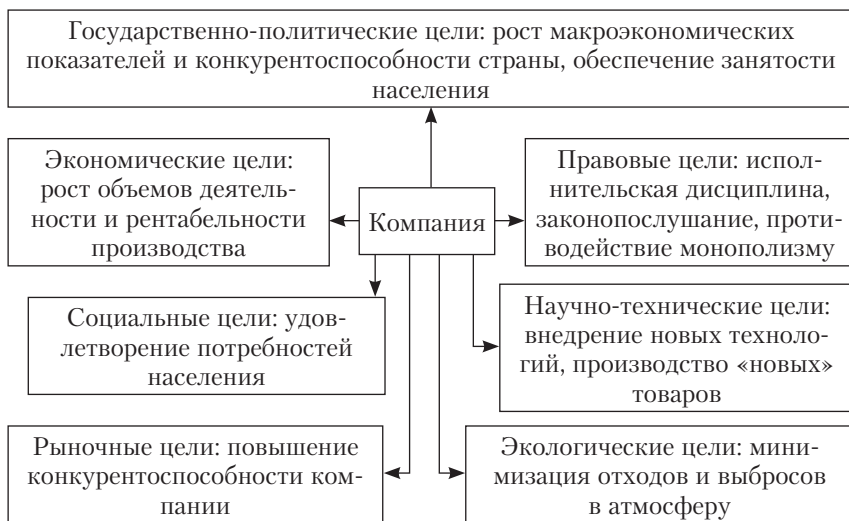 Государственно-политические цели: рост макроэкономических
показателей и конкурентоспособности страны, обеспечение занятости
населения
Экономические цели:
рост объемов деятель-
ности и рентабельности
производства
Компания
Правовые цели: испол-
нительская дисциплина,
законопослушание, проти-
водействие монополизму
Социальные цели: удов-
летворение потребностей
населения
Научно-технические цели:
внедрение новых техноло-
гий, производство «новых»
товаров
Рыночные цели: повышение
конкурентоспособности ком-
пании
Экологические цели: мини-
мизация отходов и выбросов
в атмосферу